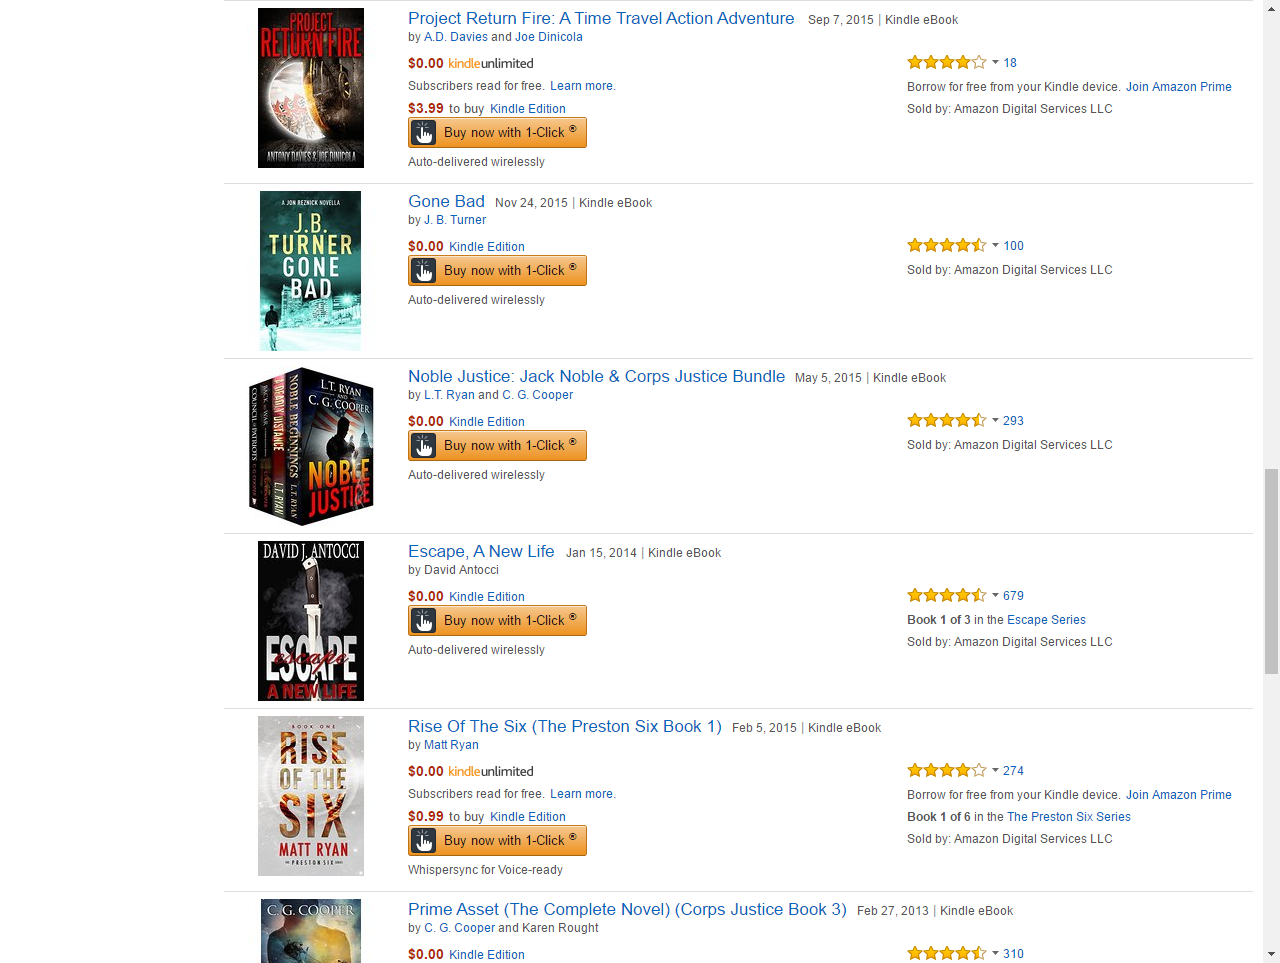 PROJECT
RETURN FIRE
ANTONY DAVIES & JOE DINICOLA
Project Return Fire: A Time Travel Action Adventure Sep 7, 2015 | Kindle eBook
by A.D. Davies and Joe Dinicola
$0.00 kindleunlimited
Subscribers read for free. Learn more.
$3.99 to buy Kindle Edition
Buy now with 1-Click ®
Auto-delivered wirelessly
18
Borrow for free from your Kindle device. Join Amazon Prime
Sold by: Amazon Digital Services LLC
A JON REZNICK NOVELLA
J.B.
TURNER
GONE
BAD
Gone Bad Nov 24, 2015 | Kindle eBook
by J. B. Turner
$0.00 Kindle Edition
Buy now with 1-Click ®
Auto-delivered wirelessly
100
Sold by: Amazon Digital Services LLC
COUNCIL OF PATRIOTS
BACK TO WAR
A DEADLY DISTANCE
L.T. RYAN
NOBLE BEGINNINGS
L.T. RYAN
L.T. RYAN
AND
C. G. COOPER
NOBLE
JUSTICE
Noble Justice: Jack Noble & Corps Justice Bundle May 5, 2015 | Kindle eBook
by L.T. Ryan and C. G. Cooper
$0.00 Kindle Edition
Buy now with 1-Click ®
Auto-delivered wirelessly
293
Sold by: Amazon Digital Services LLC
DAVID J. ANTOCCI
ESCAPE
escape
A NEW LIFE
Escape, A New Life Jan 15, 2014 | Kindle eBook
by David Antocci
$0.00 Kindle Edition
Buy now with 1-Click ®
Auto-delivered wirelessly
679
Book 1 of 3 in the Escape Series
Sold by: Amazon Digital Services LLC
BOOK ONE
RISE
OF THE
SIX
MATT RYAN
PRESTON SIX
Rise Of The Six (The Preston Six Book 1) Feb 5, 2015 | Kindle eBook
by Matt Ryan
$0.00 kindleunlimited
Subscribers read for free. Learn more.
$0.99 to buy Kindle Edition
Buy now with 1-Click ®
Whispersync for Voice-ready
274
Borrow for free from your Kindle device. Join Amazon Prime
Book 1 of 6 in the The Preston Six Series
Sold by: Amazon Digital Services LLC
C. G. COOPER
Prime Asset (The Complete Novel) (Corps Justice Book 3) Feb 27, 2013 | Kindle eBook
by C. G. Cooper and Karen Rought
$0.00 Kindle Edition
310